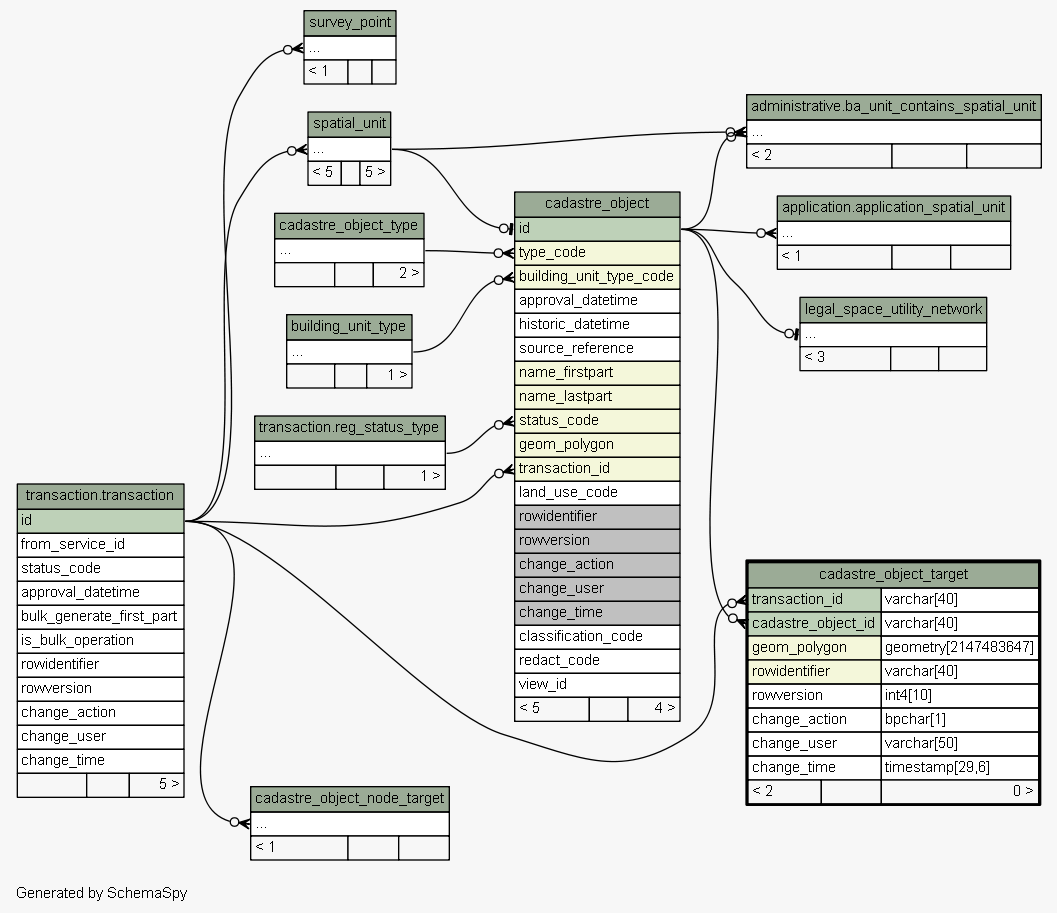 survey_point
...
< 1
spatial_unit
...
< 5 5 >
cadastre_object_type
...
2 >
building_unit_type
...
1 >
transaction.reg_status_type
...
1 >
transaction.transaction
id
from_service_id
status_code
approval_datetime
bulk_generate_first_part
is_bulk_operation
rowidentifier
rowversion
change_action
change_user
change_time
5 >
cadastre_object_node_target
...
< 1
cadastre_object
id
type_code
building_unit_type_code
approval_datetime
historic_datetime
source_reference
name_firstpart
name_lastpart
status_code
geom_polygon
transaction_id
land_use_code
rowidentifier
rowversion
change_action
change_user
change_time
classification_code
redact_code
view_id
< 5 4 >
administrative.ba_unit_contains_spatial_unit
...
< 2
application.application_spatial_unit
...
< 1
legal_space_utility_network
...
< 3
cadastre_object_target
transaction_id varchar[40]
cadastre_object_id varchar[40]
geom_polygon geometry[2147483647]
rowidentifier varchar[40]
rowversion int4[10]
change_action bpchar[1]
change_user varchar[50]
change_time timestamp[29,6]
< 2 0 >
Generated by SchemaSpy